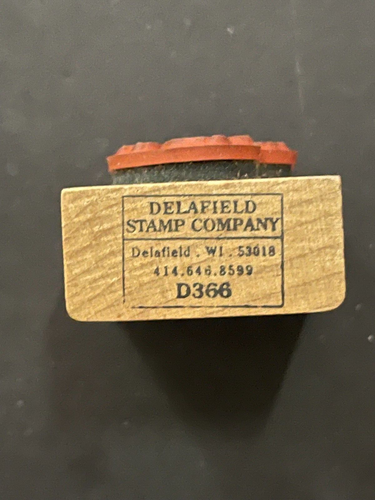 DELAFIELD
STAMP COMPANY
Delafield . WI . 53018
414.646.8599
D366